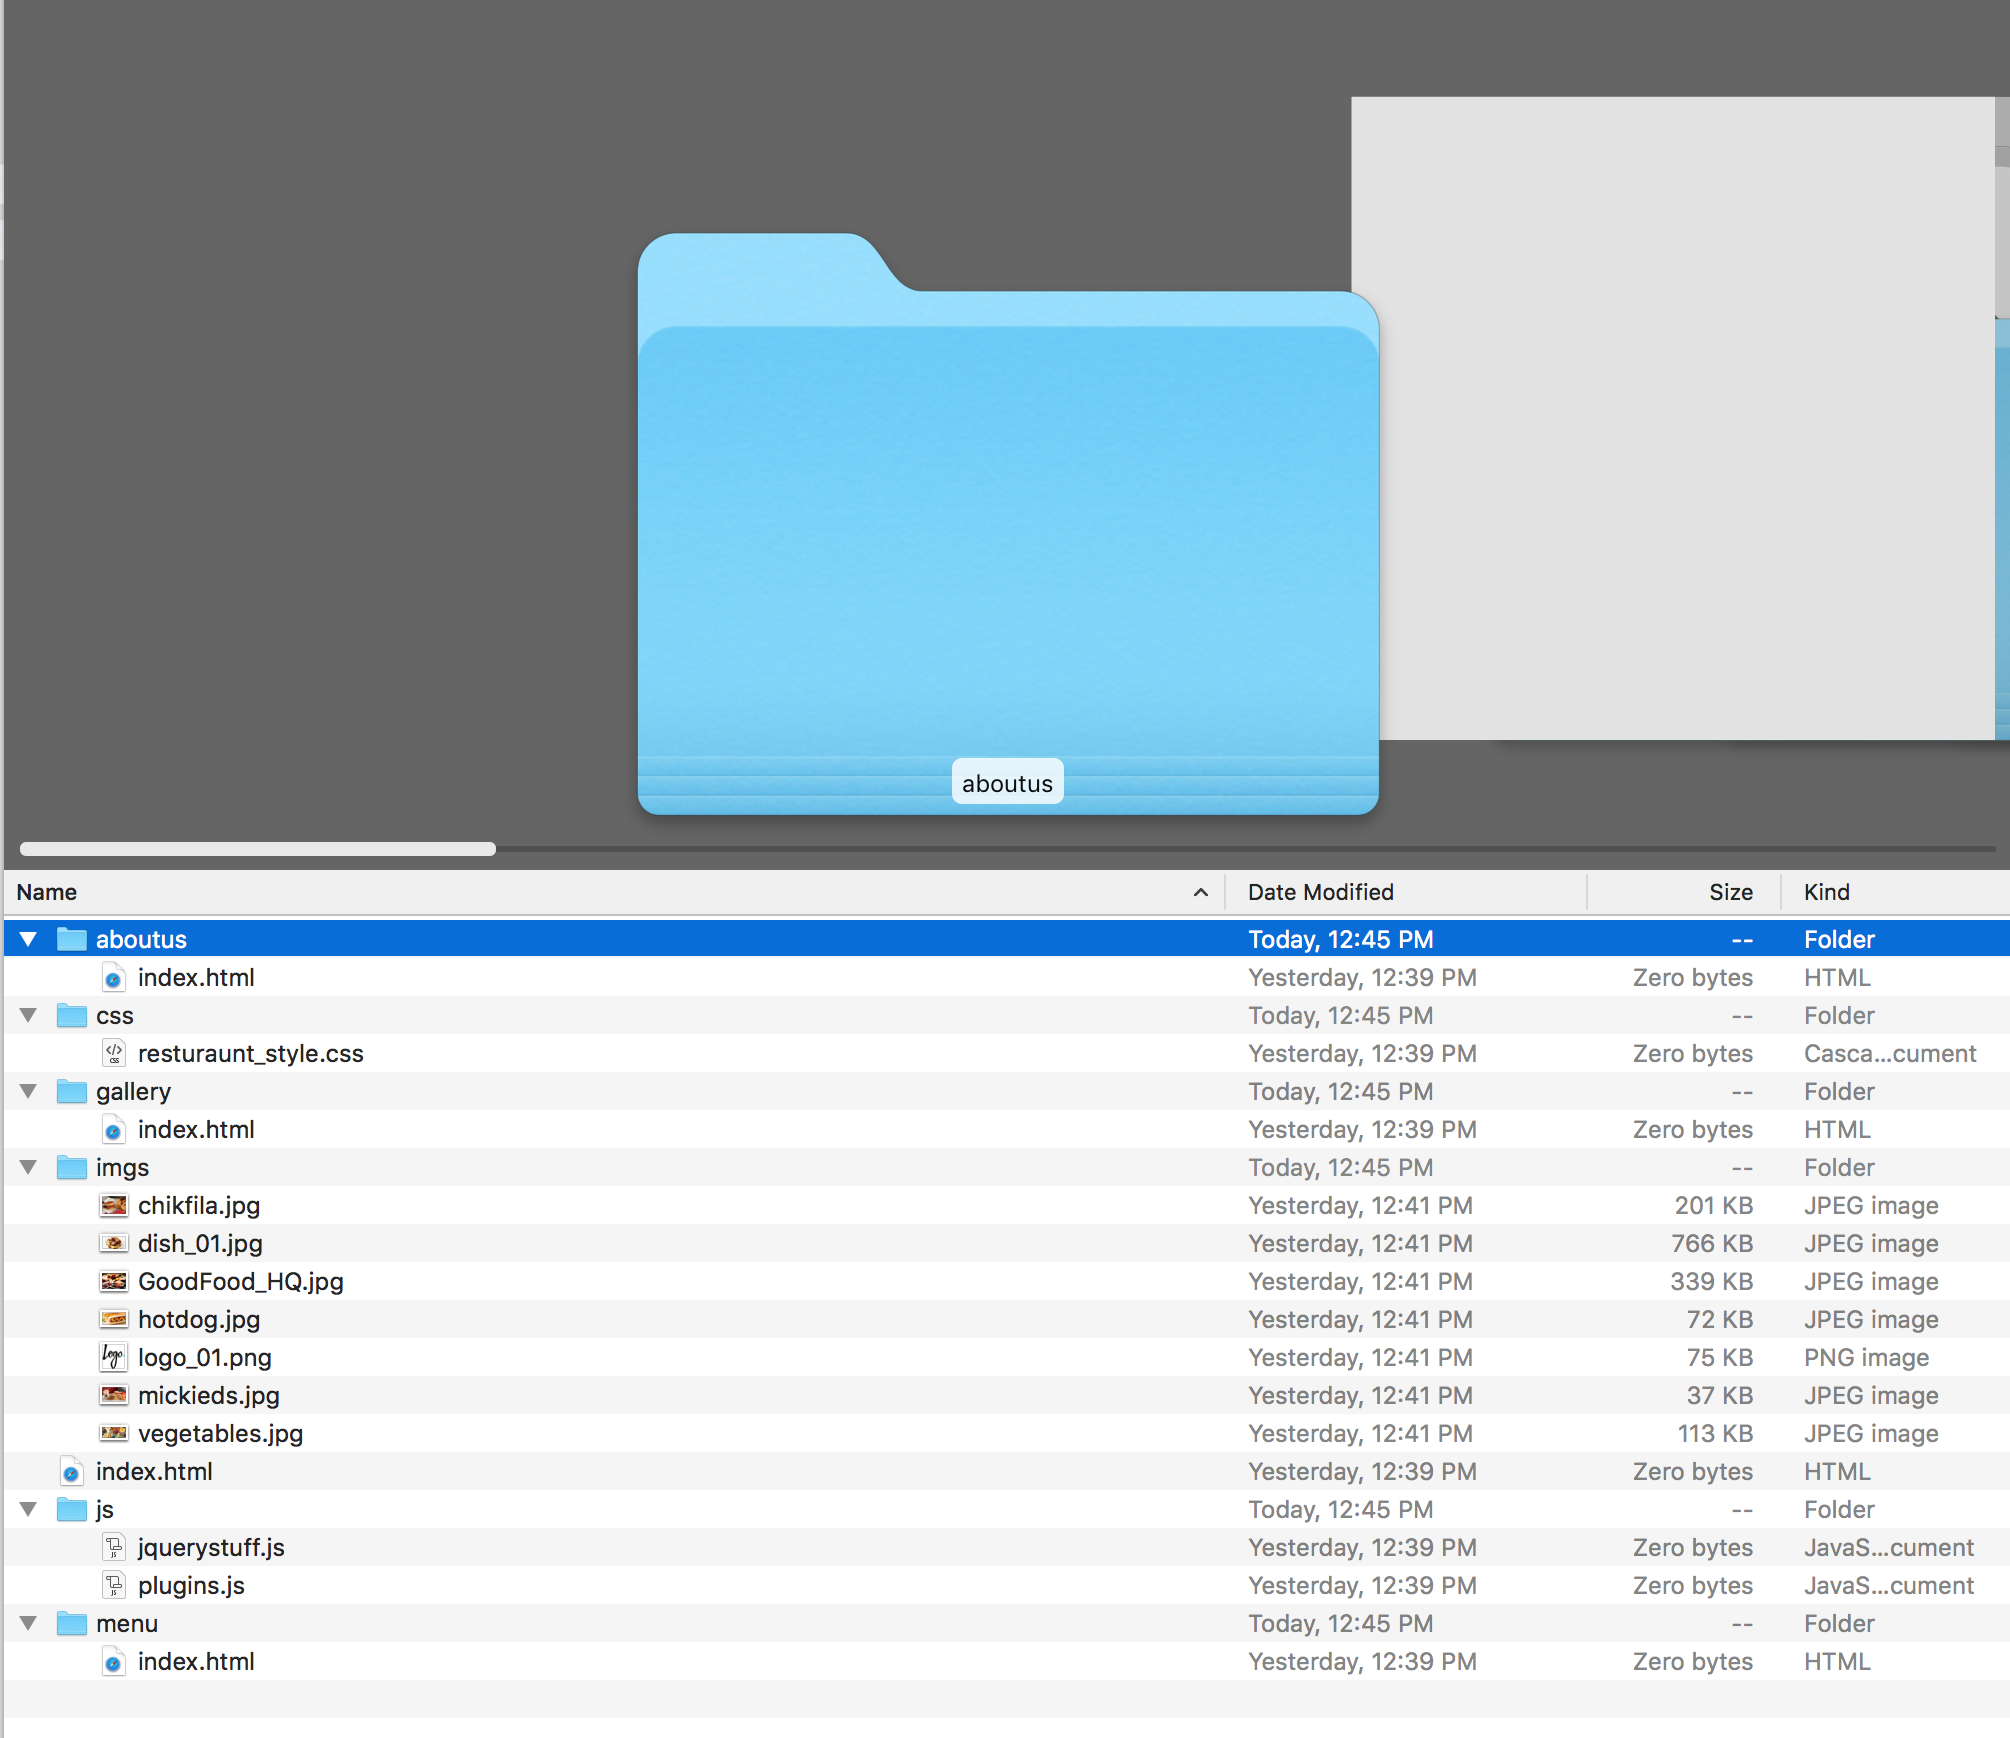 aboutus
Name Date Modified Size Kind
aboutus Today, 12:45 PM -- Folder
index.html Yesterday, 12:39 PM Zero bytes HTML
css Today, 12:45 PM -- Folder
resturaunt_style.css Yesterday, 12:39 PM Zero bytes Casca...cument
gallery Today, 12:45 PM -- Folder
index.html Yesterday, 12:39 PM Zero bytes HTML
imgs Today, 12:45 PM -- Folder
chikfila.jpg Yesterday, 12:41 PM 201 KB JPEG image
dish_01.jpg Yesterday, 12:41 PM 766 KB JPEG image
GoodFood_HQ.jpg Yesterday, 12:41 PM 339 KB JPEG image
hotdog.jpg Yesterday, 12:41 PM 72 KB JPEG image
logo_01.png Yesterday, 12:41 PM 75 KB PNG image
mickieds.jpg Yesterday, 12:41 PM 37 KB JPEG image
vegetables.jpg Yesterday, 12:41 PM 113 KB JPEG image
index.html Yesterday, 12:39 PM Zero bytes HTML
js Today, 12:45 PM -- Folder
jquerystuff.js Yesterday, 12:39 PM Zero bytes JavaS...cument
plugins.js Yesterday, 12:39 PM Zero bytes JavaS...cument
menu Today, 12:45 PM -- Folder
index.html Yesterday, 12:39 PM Zero bytes HTML